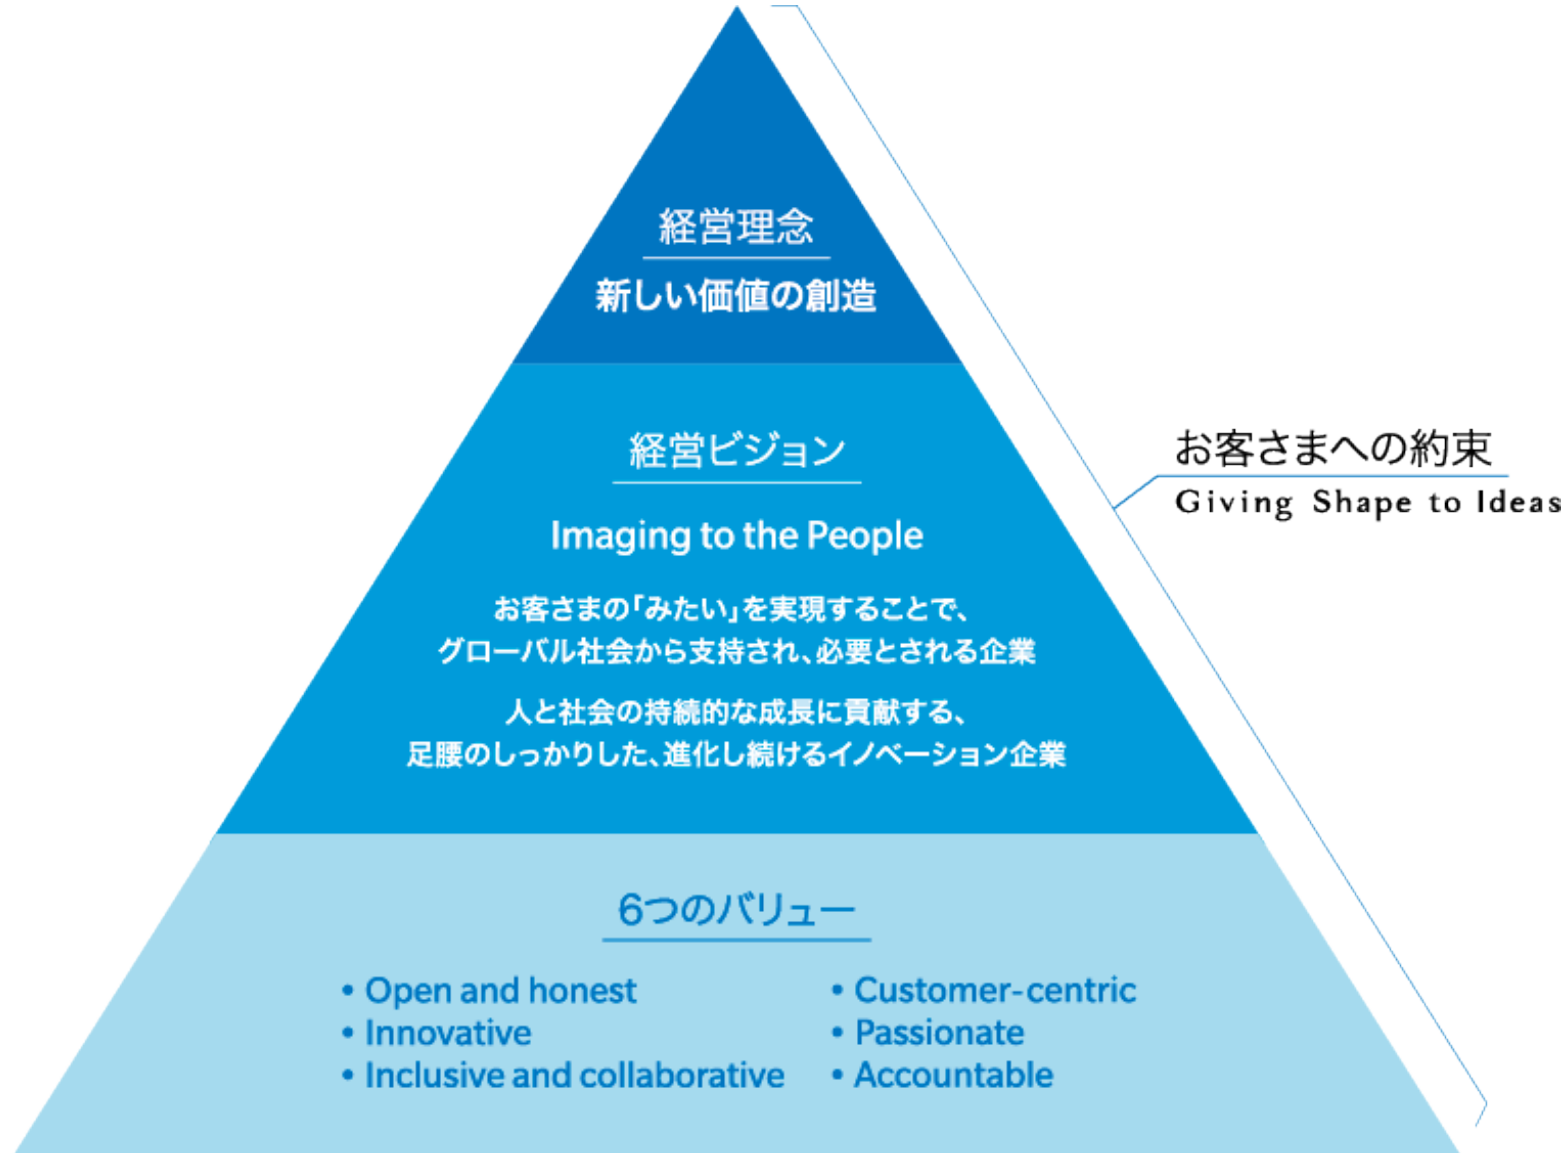 経営理念
新しい価値の創造
経営ビジョン
Imaging to the People
お客さまの「みたい」を実現することで、
グローバル社会から支持され、必要とされる企業
人と社会の持続的な成長に貢献する、
足腰のしっかりした、進化し続けるイノベーション企業
お客さまへの約束
Giving Shape to Ideas
6つのバリュー
• Open and honest
• Innovative
• Inclusive and collaborative
• Customer-centric
• Passionate
• Accountable